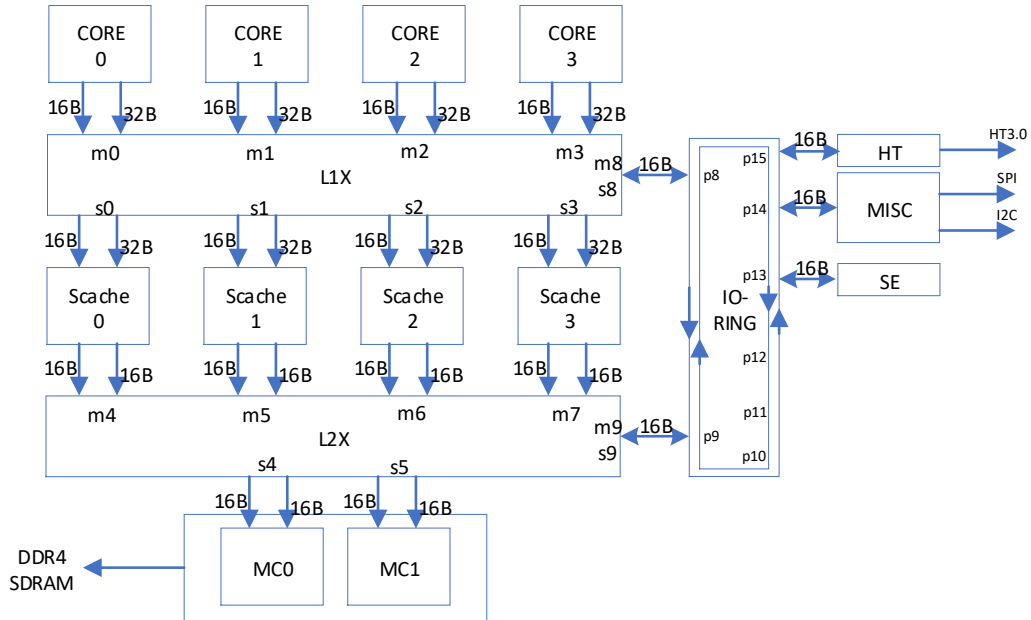 CORE
0
CORE
1
CORE
2
CORE
3
16B
32B
16B
32B
16B
32B
16B
32B
m0
m1
m2
m3
m8
s8
L1X
s0
s1
s2
s3
16B
16B
32B
16B
32B
16B
32B
16B
32B
Scache
0
Scache
1
Scache
2
Scache
3
16B
16B
16B
16B
16B
16B
16B
16B
m4
m5
m6
m7
m9
s9
L2X
s4
s5
16B
16B
16B
16B
16B
MC0
MC1
DDR4
SDRAM
p8
p15
p14
p13
IO-
RING
p12
p11
p9
p10
16B
HT
HT3.0
16B
MISC
SPI
I2C
16B
SE